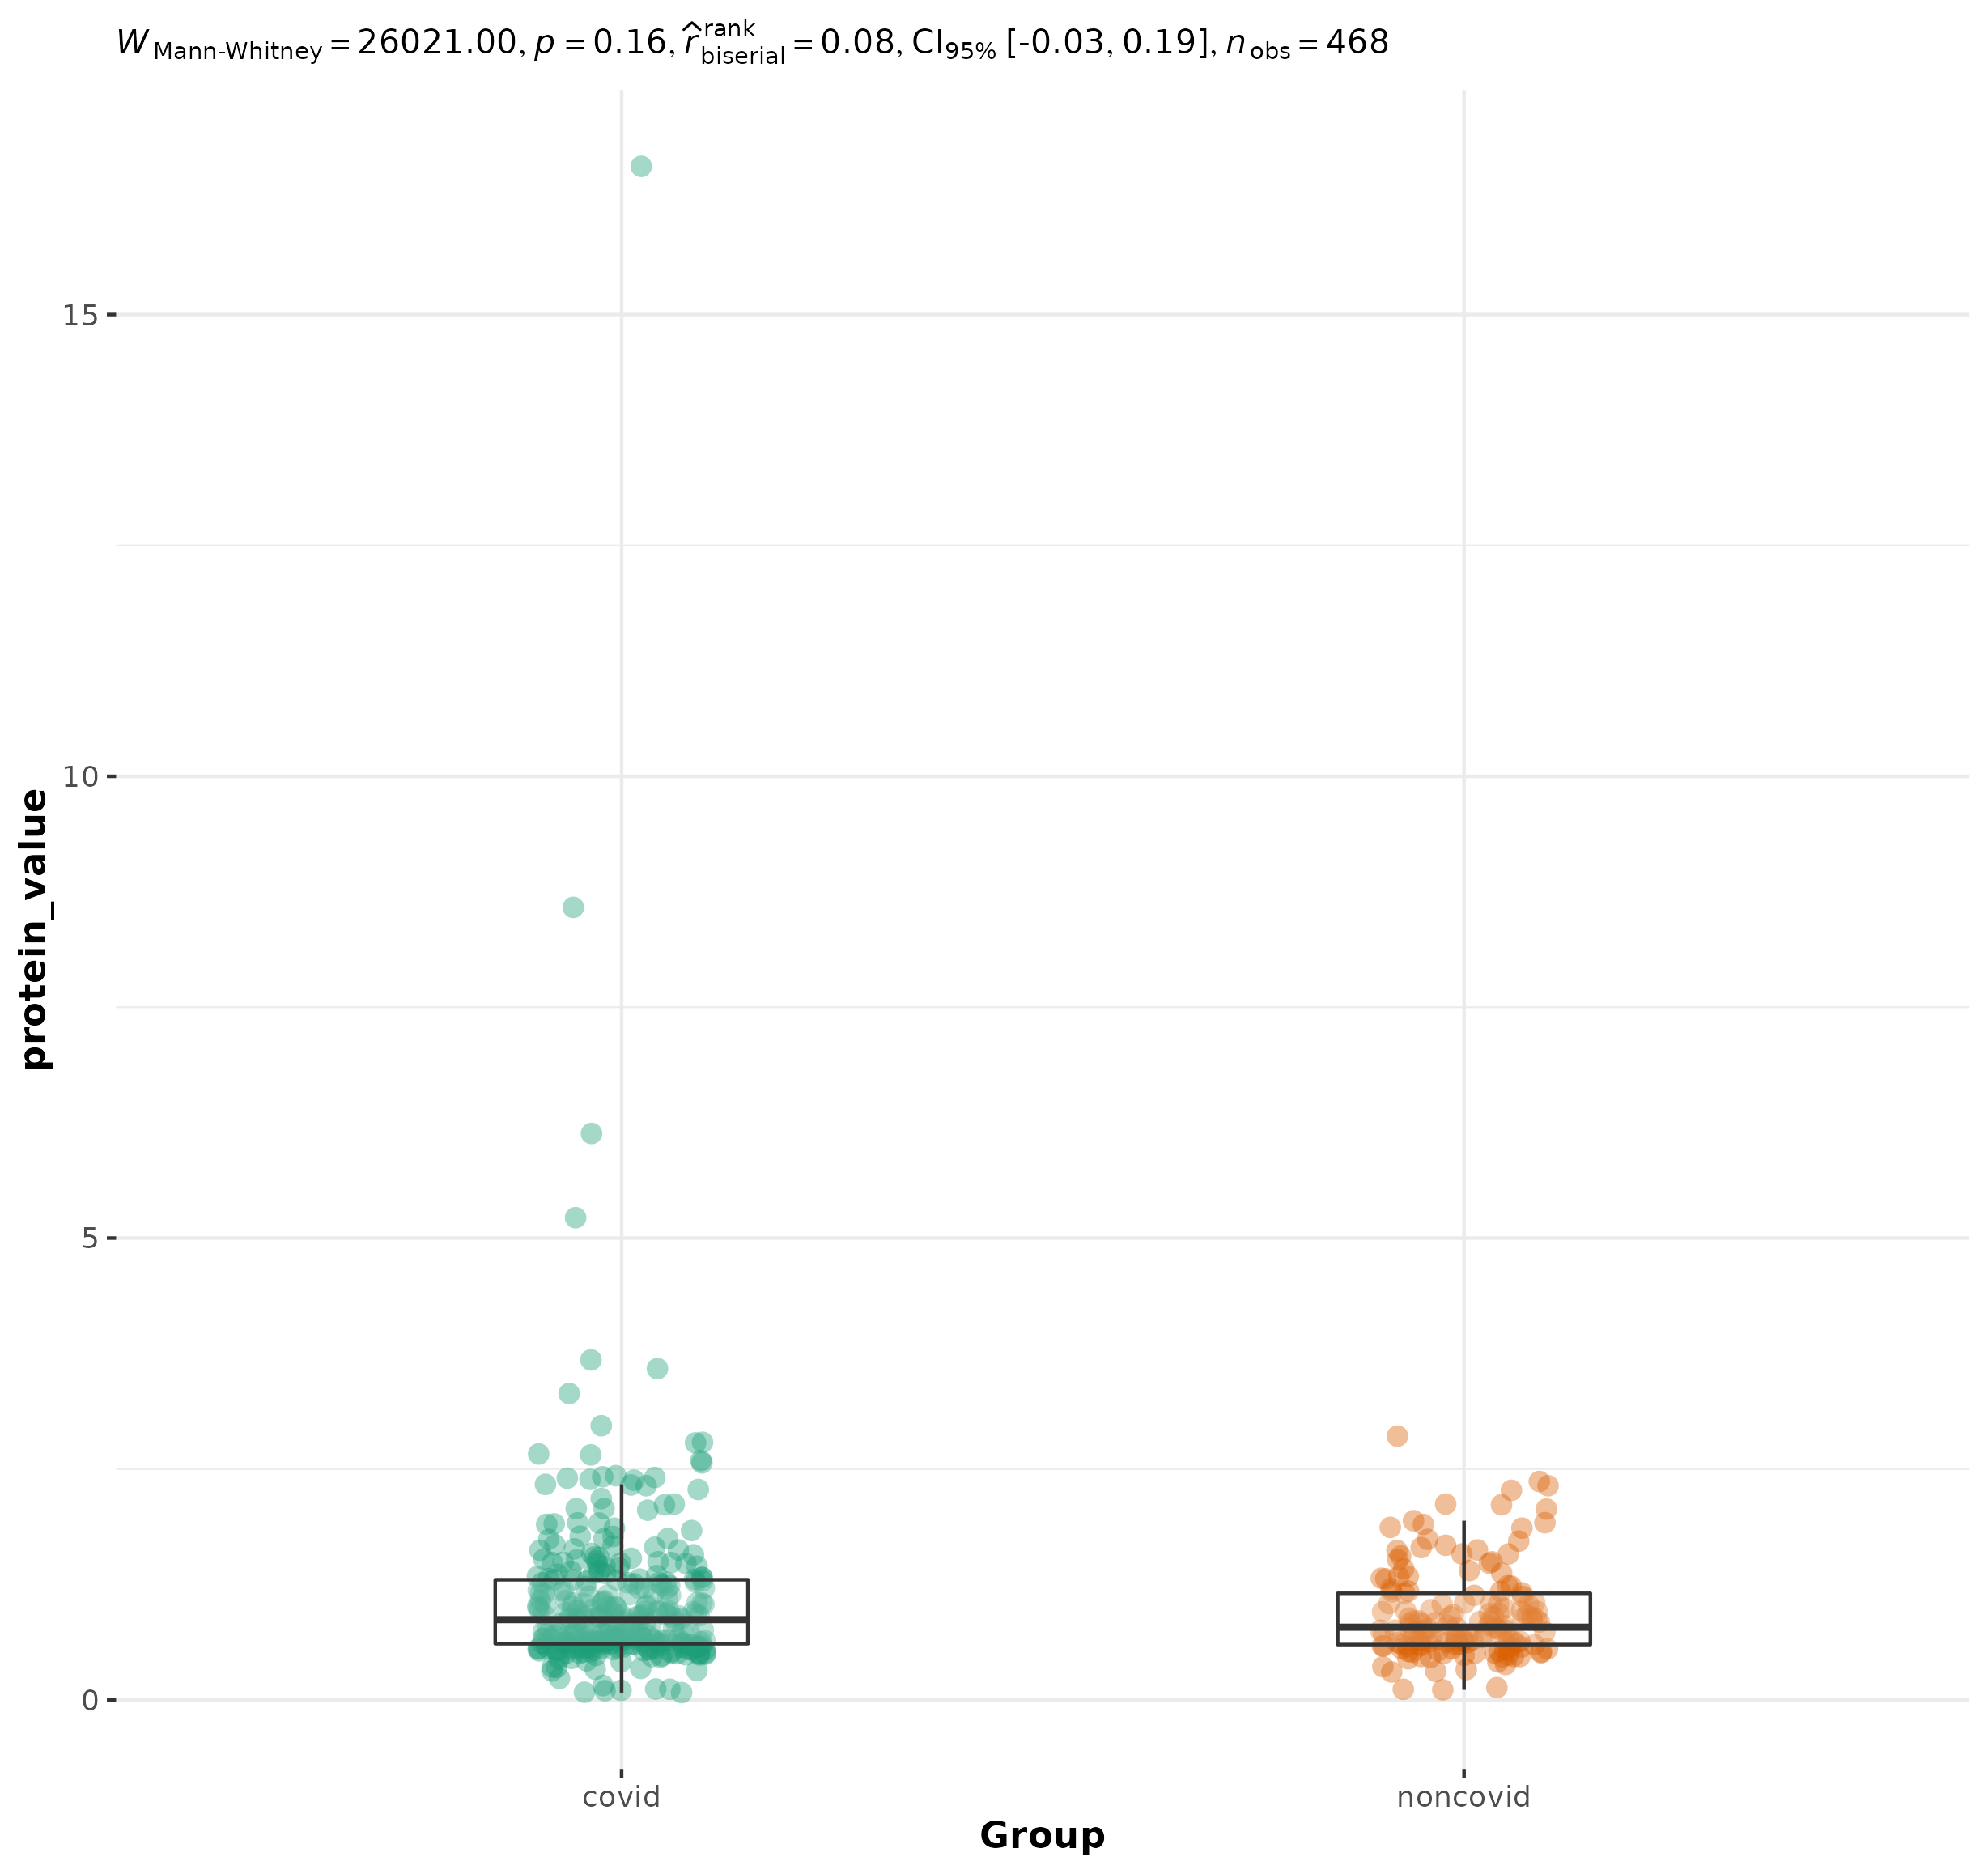 W Mann-Whitney = 26021.00, p = 0.16, r̂ rank biserial = 0.08, CI95% [-0.03, 0.19], n obs = 468
15
10
5
0
protein_value
covid noncovid
Group